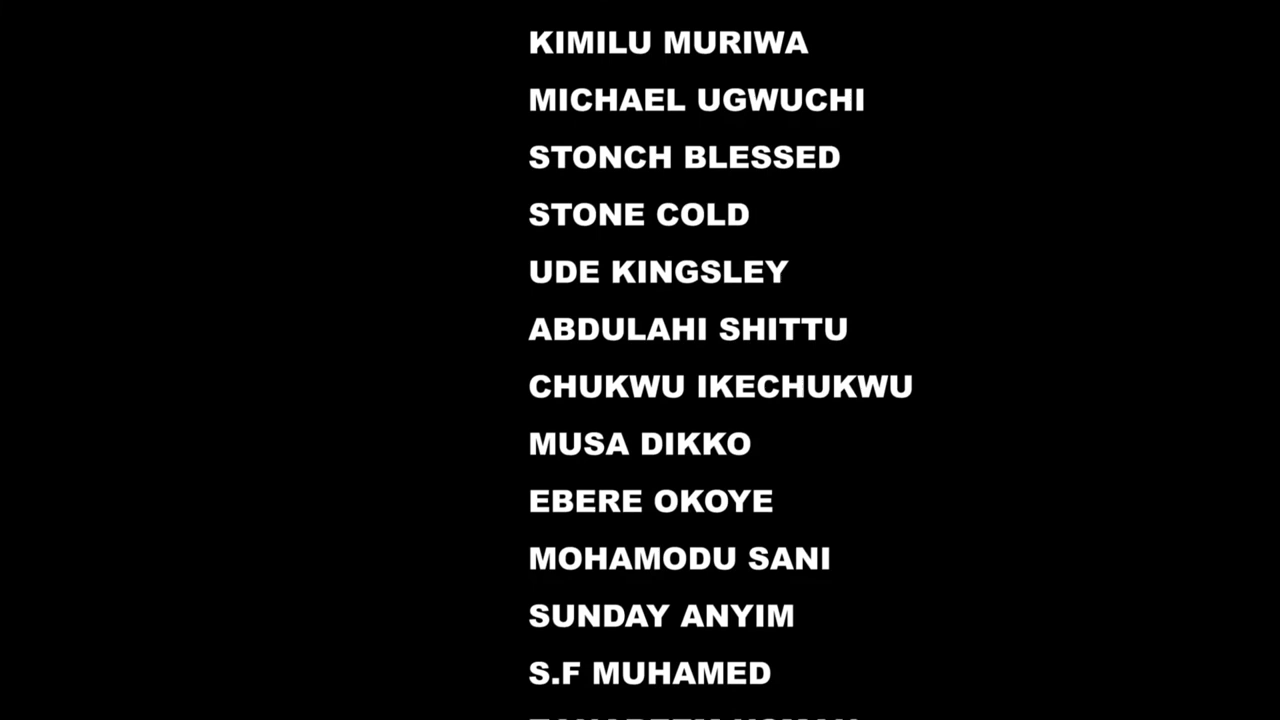 KIMILU MURIWA
MICHAEL UGWUCHI
STONCH BLESSED
STONE COLD
UDE KINGSLEY
ABDULAHI SHITTU
CHUKWU IKECHUKWU
MUSA DIKKO
EBERE OKOYE
MOHAMODU SANI
SUNDAY ANYIM
S.F MUHAMED